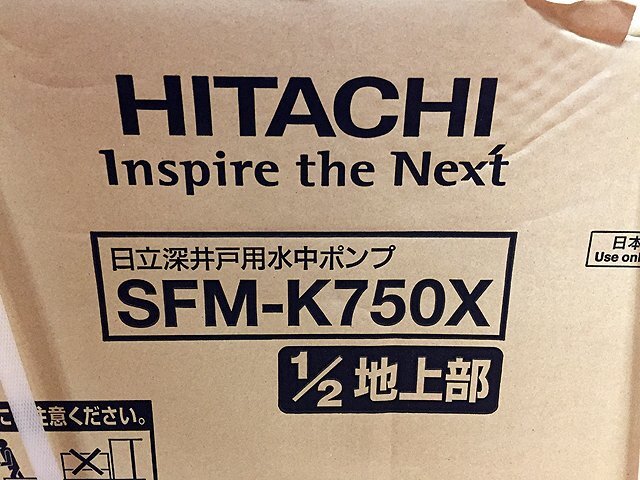 HITACHI
Inspire the Next
日立深井戸用水中ポンプ
SFM-K750X
日本
Use onl
1/2 地上部
注意ください。